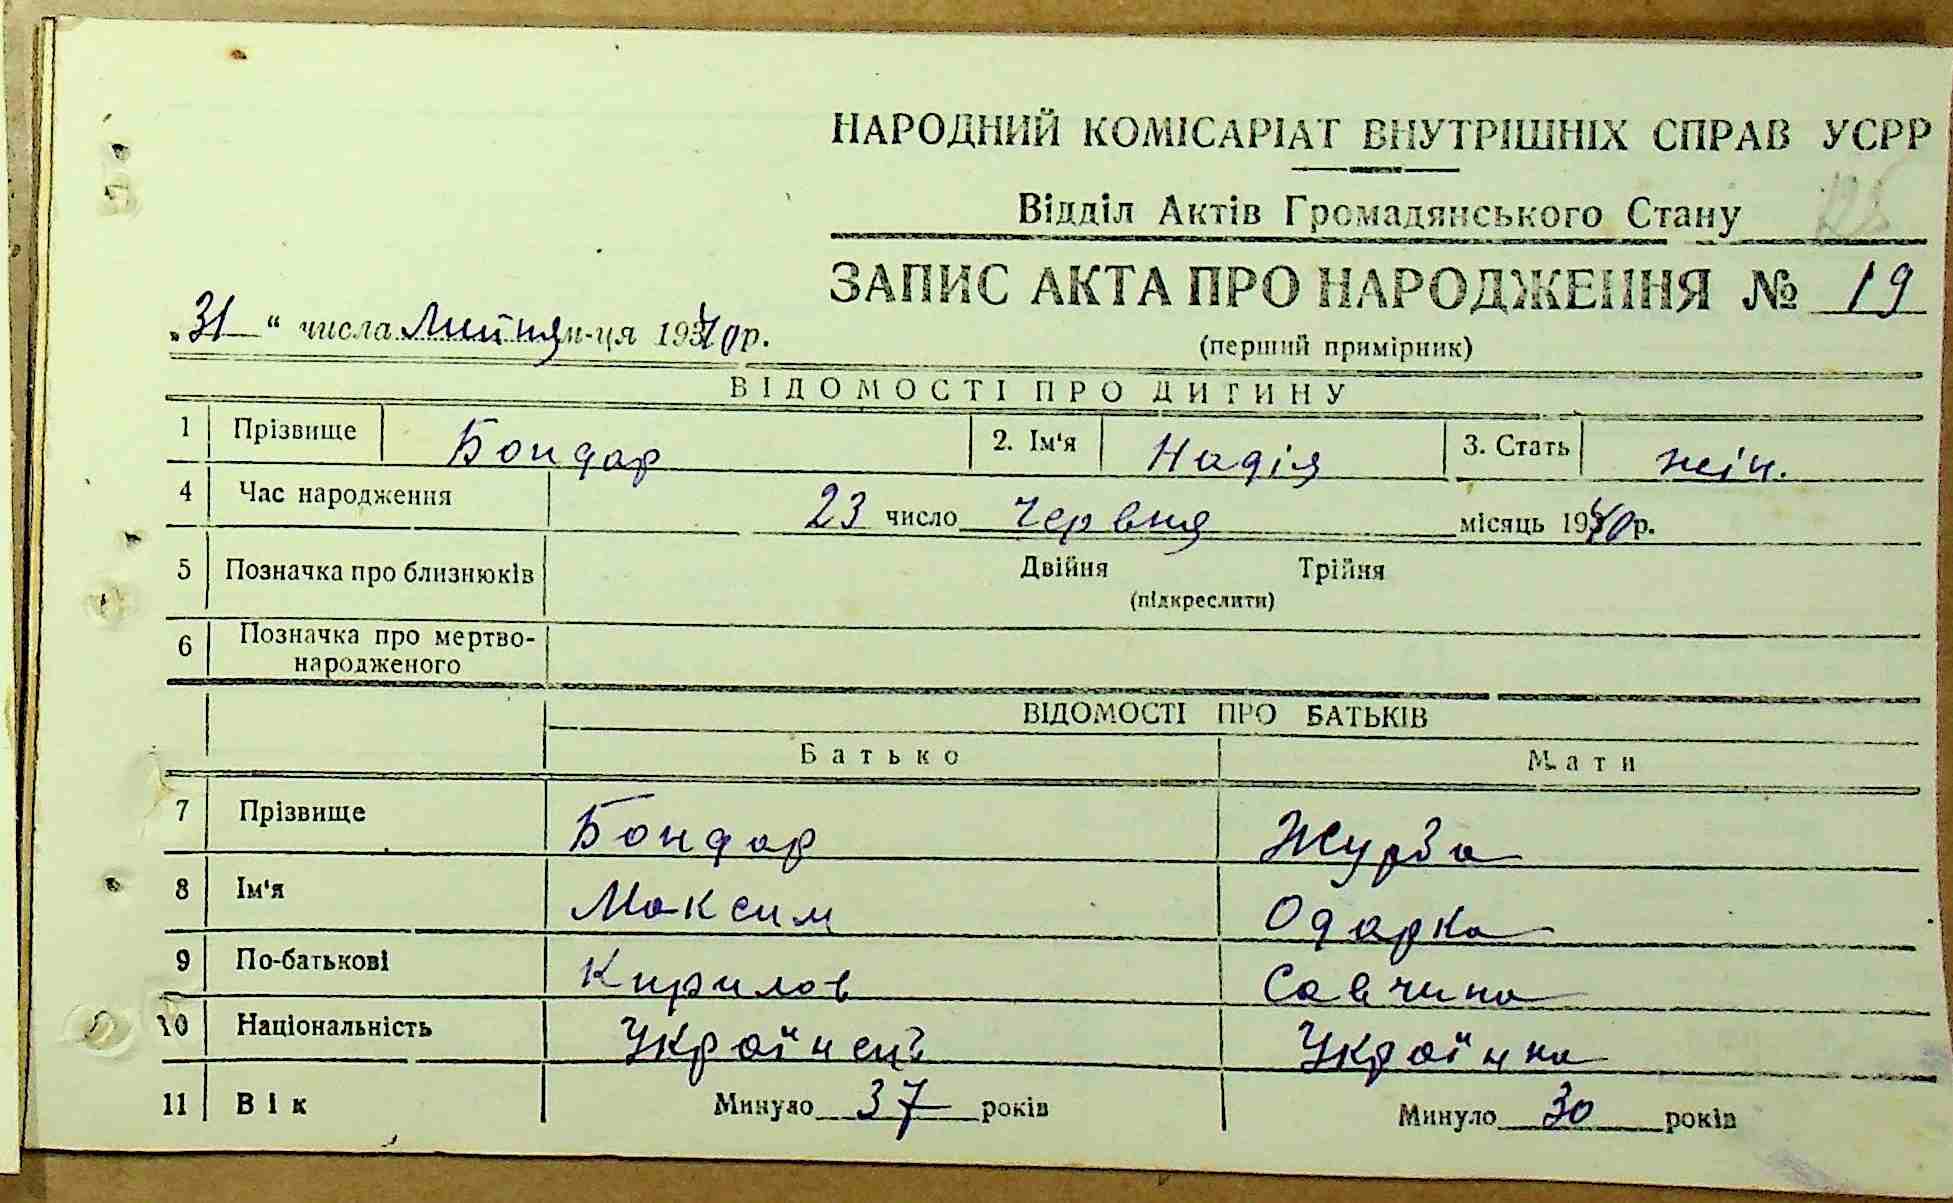 НАРОДНИЙ КОМІСАРІАТ ВНУТРІШНІХ СПРАВ УСРР
Відділ Актів Громадянського Стану
ЗАПИС АКТА ПРО НАРОДЖЕННЯ № 19
„31“ числа Липня м-ця 1940р.
(перший примірник)
ВІДОМОСТІ ПРО ДИТИНУ
1 Прізвище Бондар 2. Ім'я Надія 3. Стать жін.
4 Час народження 23 число червня місяць 1940р.
5 Позначка про близнюків Двійня Трійня
(підкреслити)
6 Позначка про мертво-
народженого
ВІДОМОСТІ ПРО БАТЬКІВ
Батько Мати
7 Прізвище Бондар Журба
8 Ім'я Максим Одарка
9 По-батькові Кирилов Савчина
10 Національність Українець Українка
11 Вік Минуло 37 років Минуло 30 років